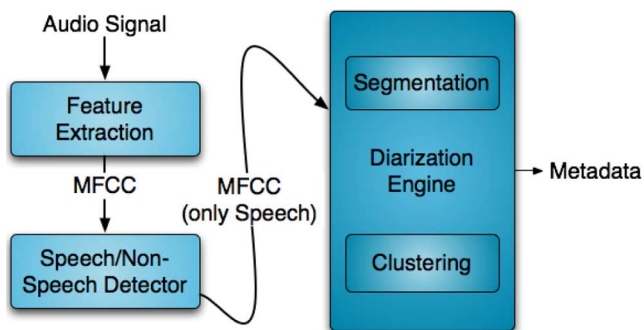 Audio Signal
Feature
Extraction
MFCC
Speech/Non-
Speech Detector
MFCC
(only Speech)
Segmentation
Diarization
Engine
Clustering
Metadata